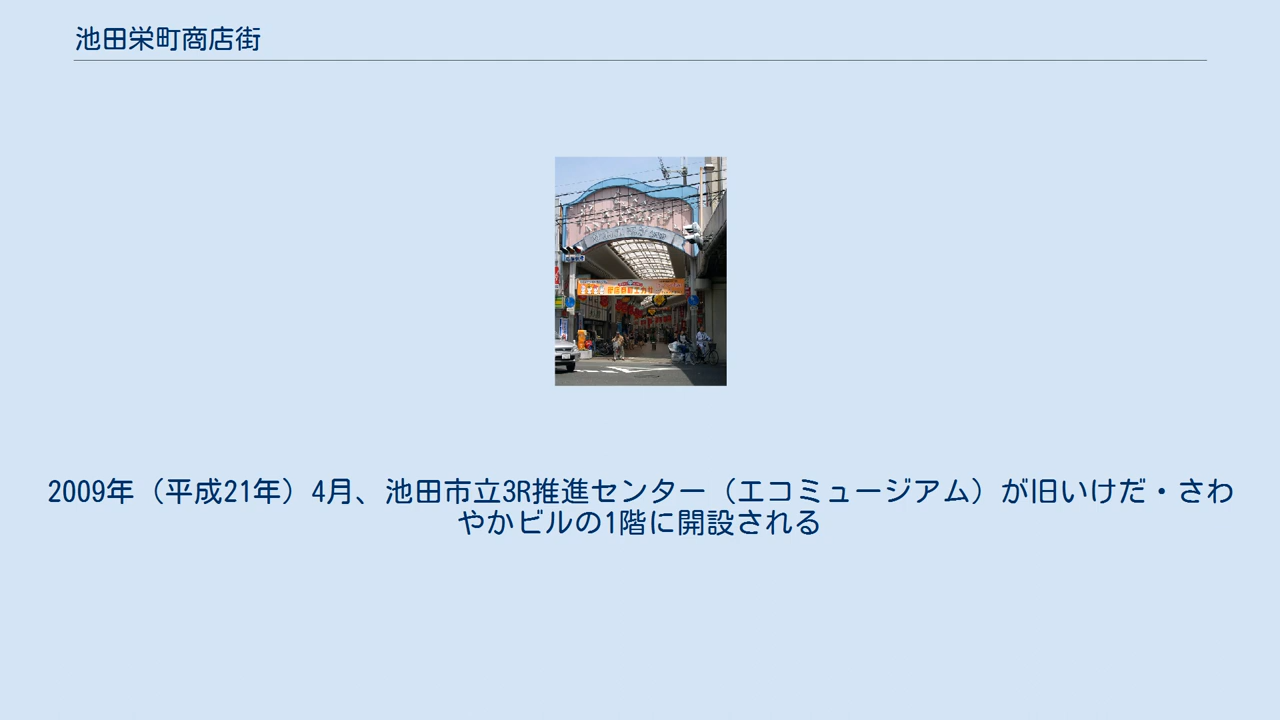 池田栄町商店街
2009年（平成21年）4月、池田市立3R推進センター（エコミュージアム）が旧いけだ・さわ
やかビルの1階に開設される